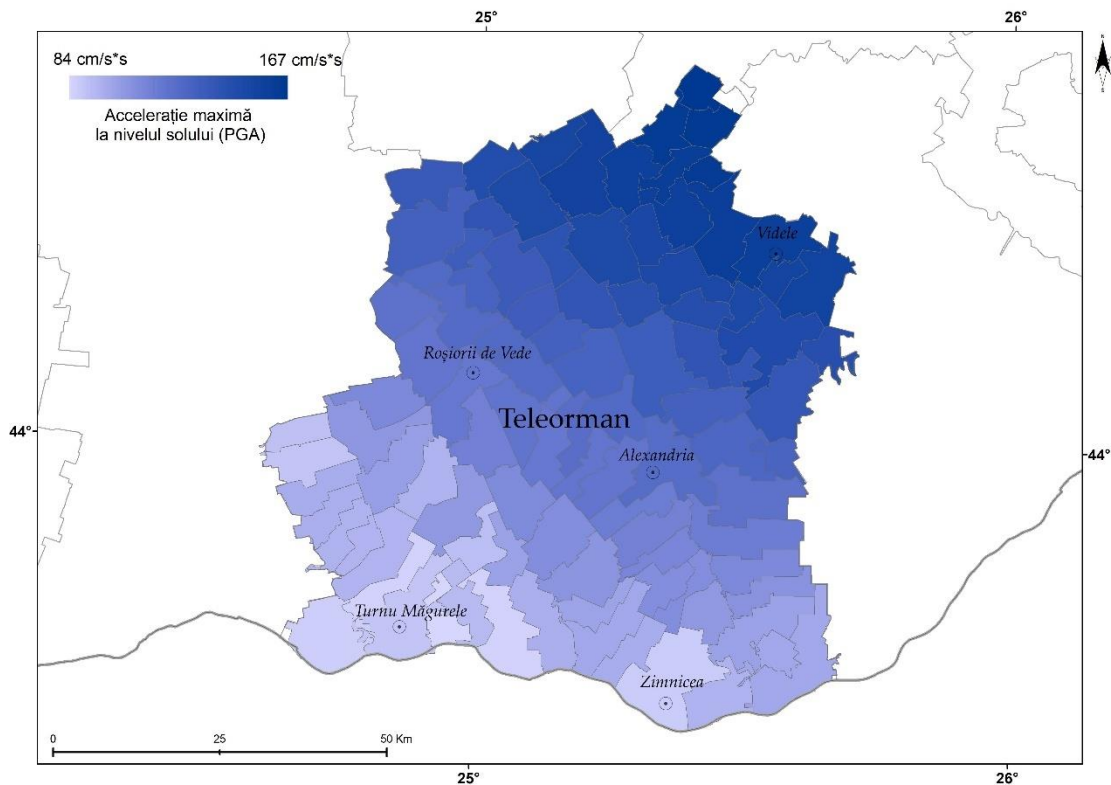 25°
26°
84 cm/s*s
167 cm/s*s
Accelerație maximă
la nivelul solului (PGA)
N
S
Videle
Roșiorii de Vede
Teleorman
44°
Alexandria
44°
Turnu Măgurele
Zimnicea
0
25
50 Km
25°
26°